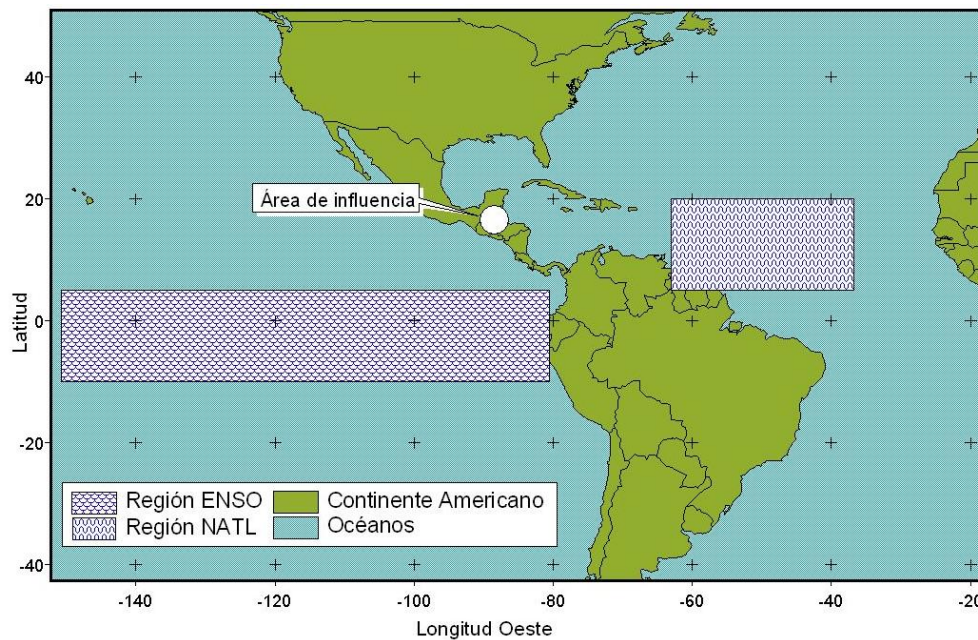 40
20
0
-20
-40
Latitud
Área de influencia
Región ENSO
Continente Americano
Región NATL
Océanos
-140
-120
-100
-80
-60
-40
-20
Longitud Oeste